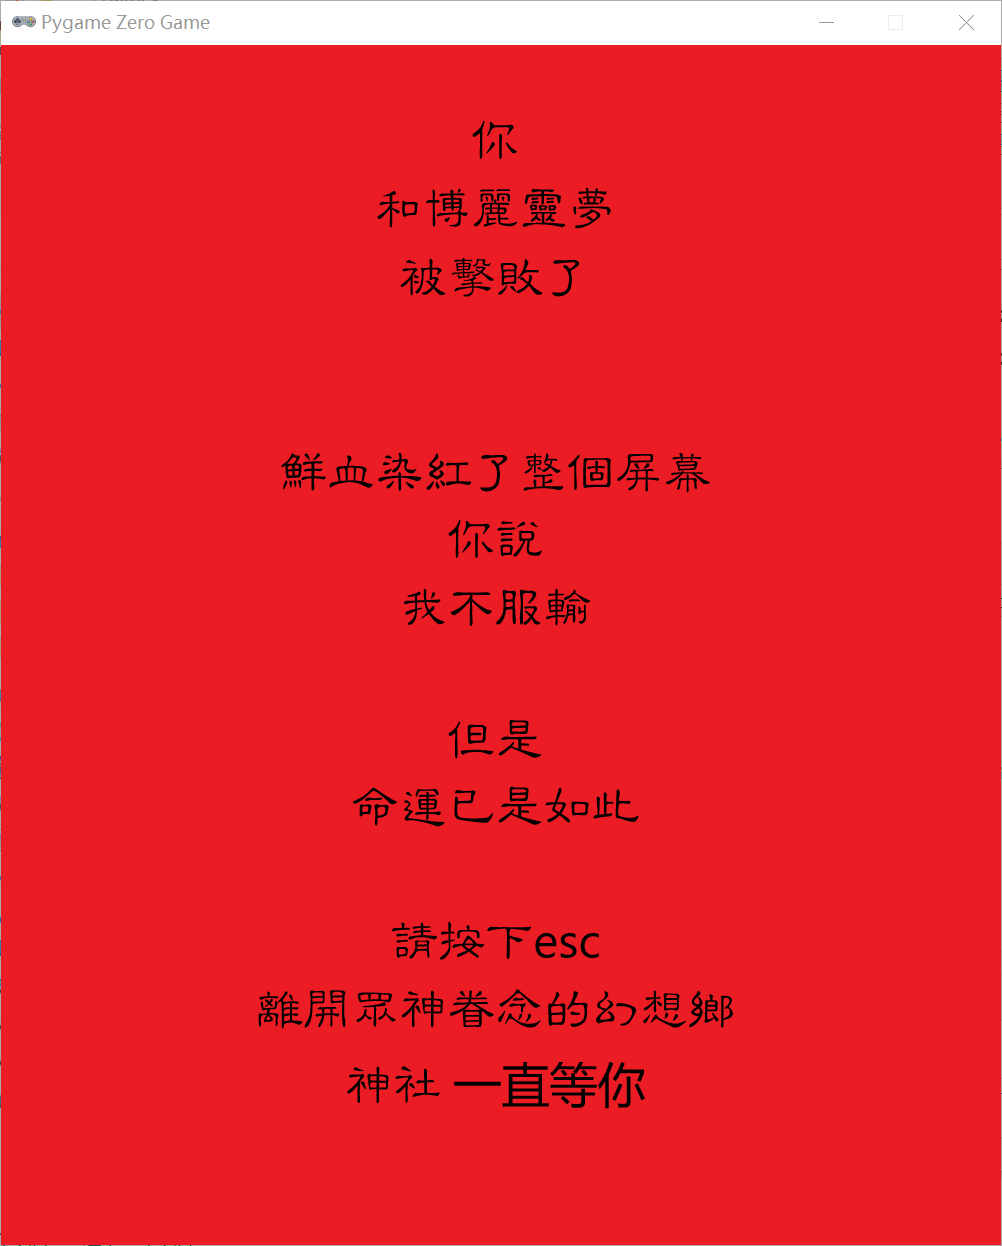 Pygame Zero Game
你
和博麗靈夢
被擊敗了
鮮血染紅了整個屏幕
你說
我不服輸
但是
命運已是如此
請按下esc
離開眾神眷念的幻想鄉
神社 一直等你